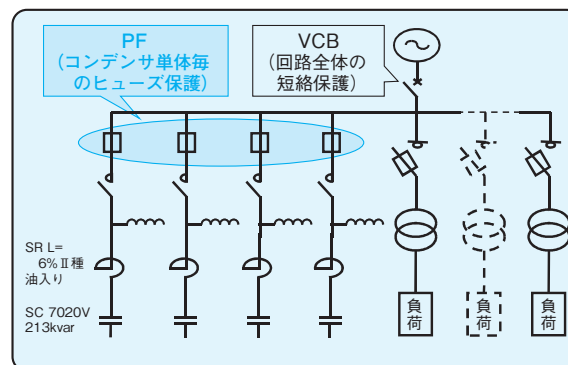 PF
(コンデンサ単体毎
のヒューズ保護)
VCB
(回路全体の
短絡保護)
SR L=
6%Ⅱ種
油入り
SC 7020V
213kvar
負荷
負荷
負荷